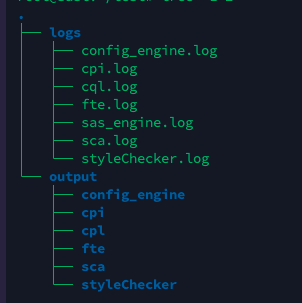 .
├── logs
│   ├── config_engine.log
│   ├── cpi.log
│   ├── cql.log
│   ├── fte.log
│   ├── sas_engine.log
│   ├── sca.log
│   └── styleChecker.log
└── output
    ├── config_engine
    ├── cpi
    ├── cpl
    ├── fte
    ├── sca
    └── styleChecker